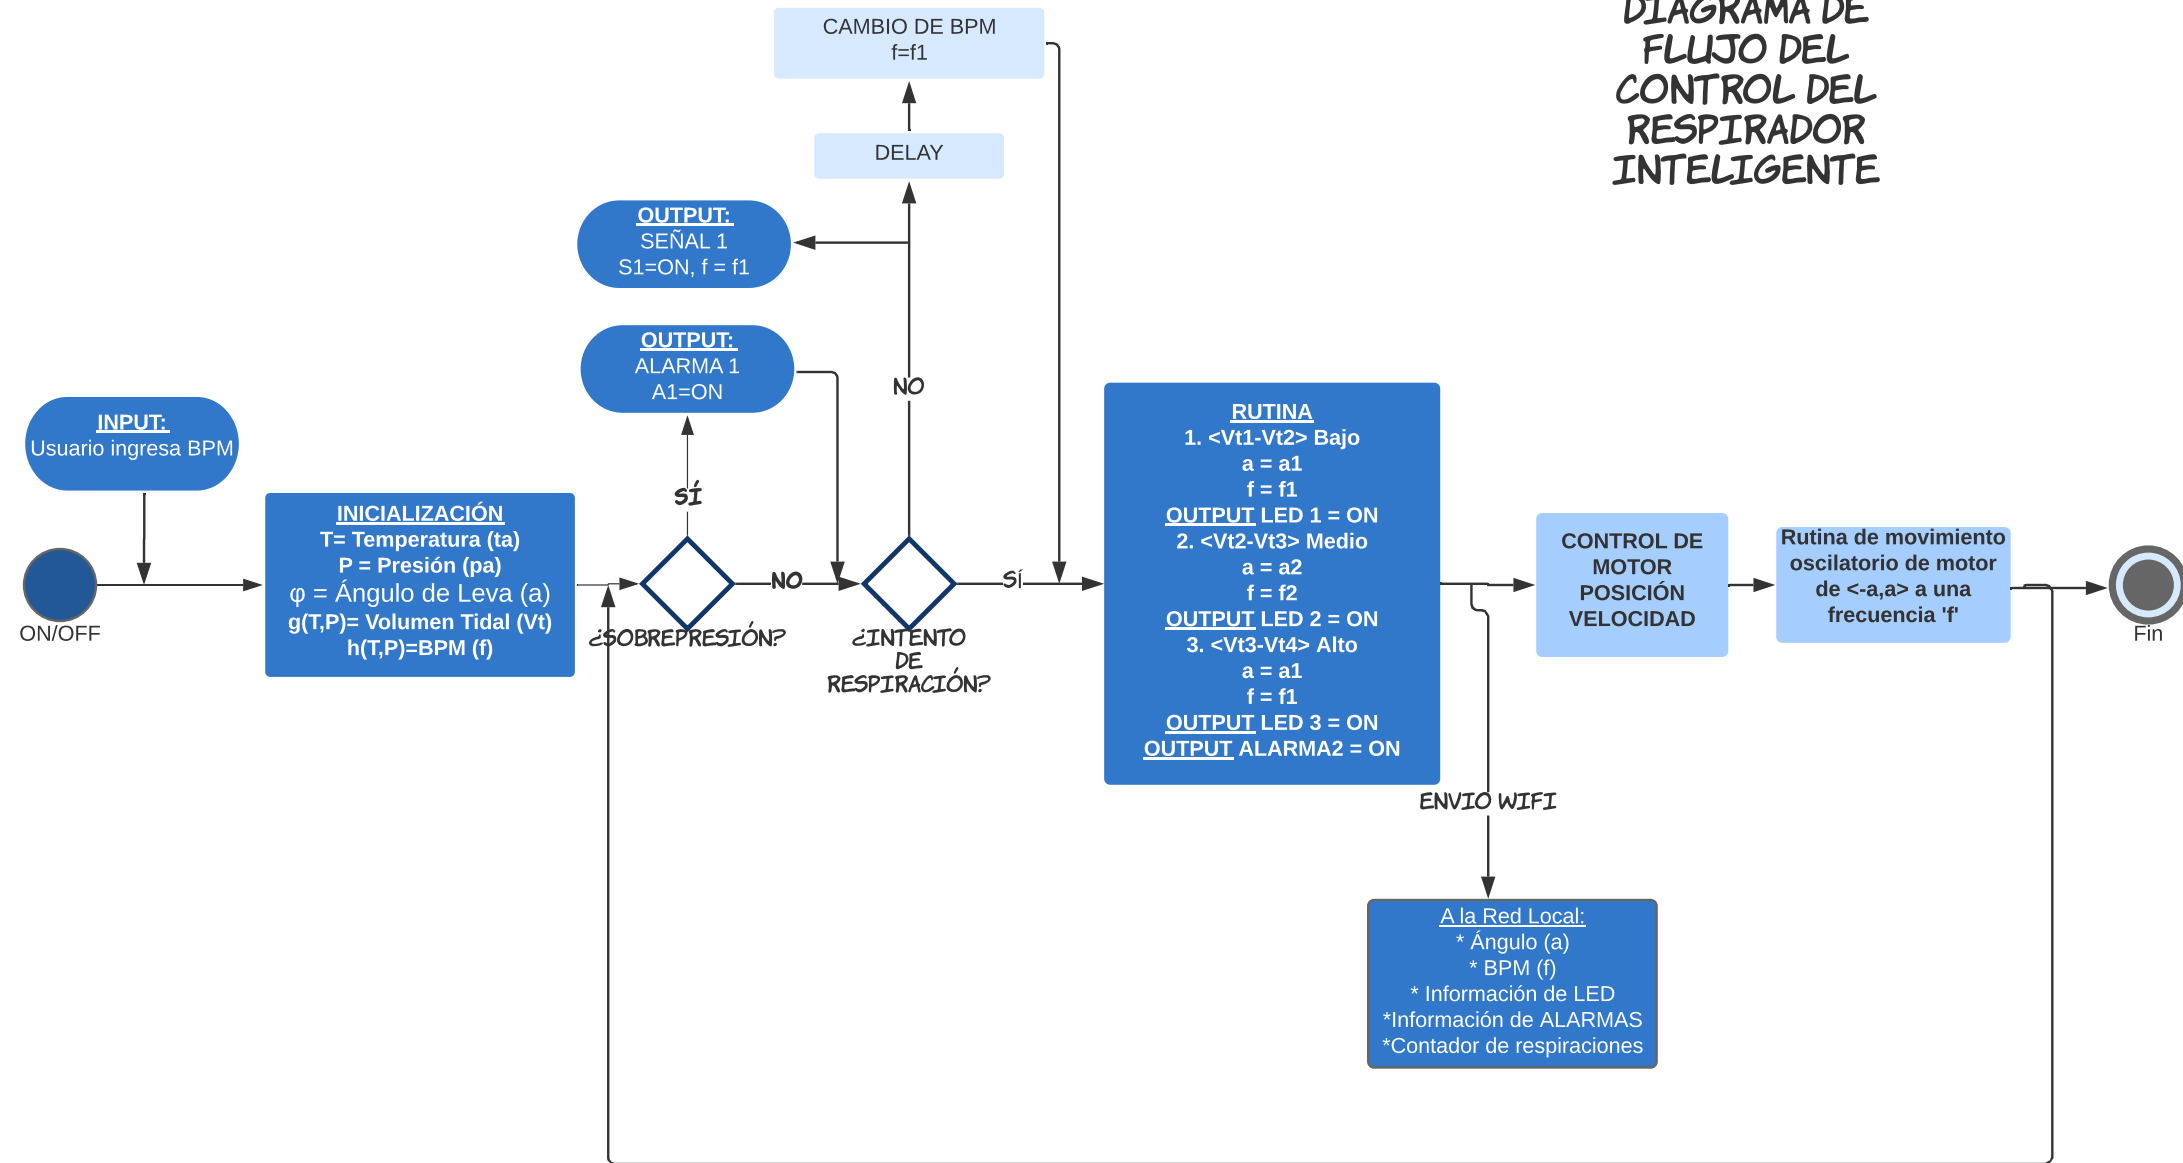 DIAGRAMA DE
FLUJO DEL
CONTROL DEL
RESPIRADOR
INTELIGENTE
CAMBIO DE BPM
f=f1
DELAY
OUTPUT:
SEÑAL 1
S1=ON, f = f1
OUTPUT:
ALARMA 1
A1=ON
NO
SÍ
INPUT:
Usuario ingresa BPM
ON/OFF
INICIALIZACIÓN
T= Temperatura (ta)
P = Presión (pa)
φ = Ángulo de Leva (a)
g(T,P)= Volumen Tidal (Vt)
h(T,P)=BPM (f)
¿SOBREPRESIÓN?
NO
¿INTENTO
DE
RESPIRACIÓN?
SÍ
RUTINA
1. <Vt1-Vt2> Bajo
a = a1
f = f1
OUTPUT LED 1 = ON
2. <Vt2-Vt3> Medio
a = a2
f = f2
OUTPUT LED 2 = ON
3. <Vt3-Vt4> Alto
a = a1
f = f1
OUTPUT LED 3 = ON
OUTPUT ALARMA2 = ON
CONTROL DE
MOTOR
POSICIÓN
VELOCIDAD
Rutina de movimiento
oscilatorio de motor
de <-a,a> a una
frecuencia 'f'
Fin
ENVIO WIFI
A la Red Local:
* Ángulo (a)
* BPM (f)
* Información de LED
*Información de ALARMAS
*Contador de respiraciones